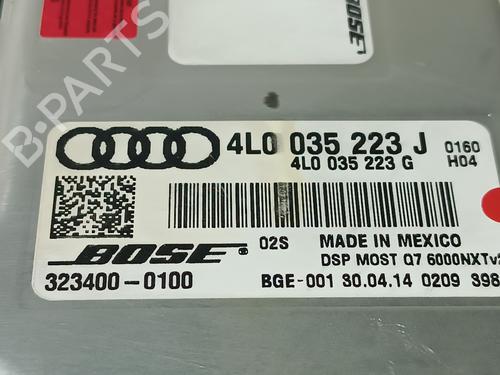 BOSE
B-PARTS
4L0 035 223 J 0160
4L0 035 223 G H04
BOSE 02S MADE IN MEXICO
DSP MOST Q7 6000NXTv
323400-0100 BGE-001 30.04.14 0209 398